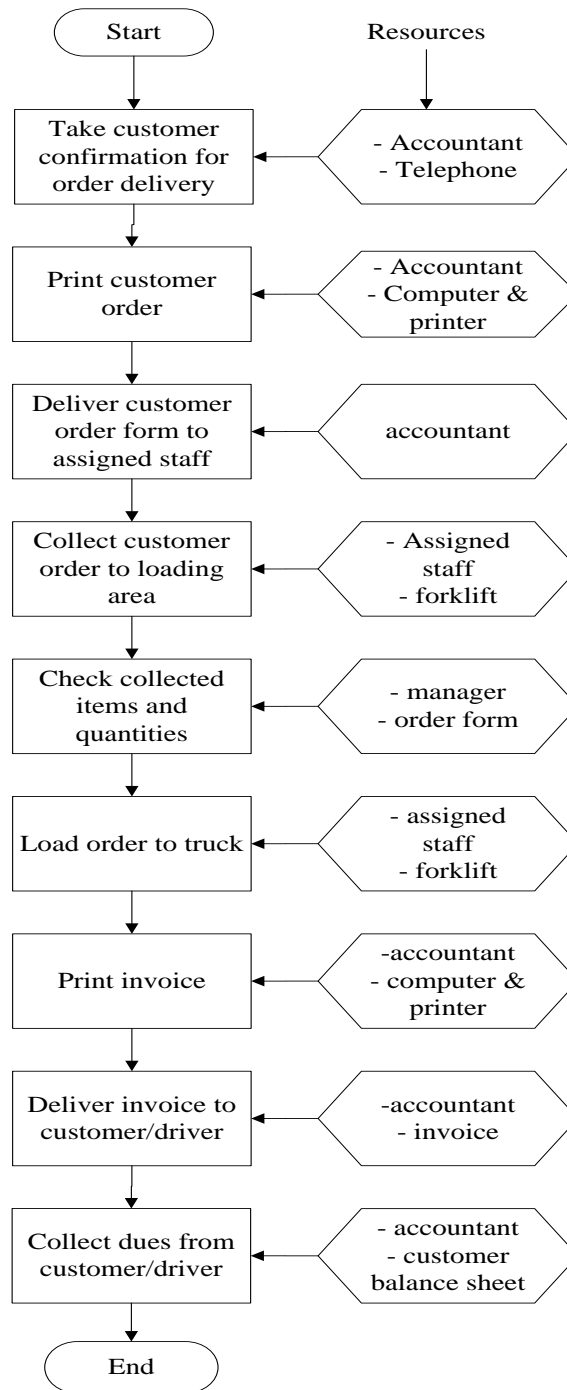 Start
Resources
Take customer
confirmation for
order delivery
- Accountant
- Telephone
Print customer
order
- Accountant
- Computer &
printer
Deliver customer
order form to
assigned staff
accountant
Collect customer
order to loading
area
- Assigned
staff
- forklift
Check collected
items and
quantities
- manager
- order form
Load order to truck
- assigned
staff
- forklift
Print invoice
-accountant
- computer &
printer
Deliver invoice to
customer/driver
-accountant
- invoice
Collect dues from
customer/driver
- accountant
- customer
balance sheet
End